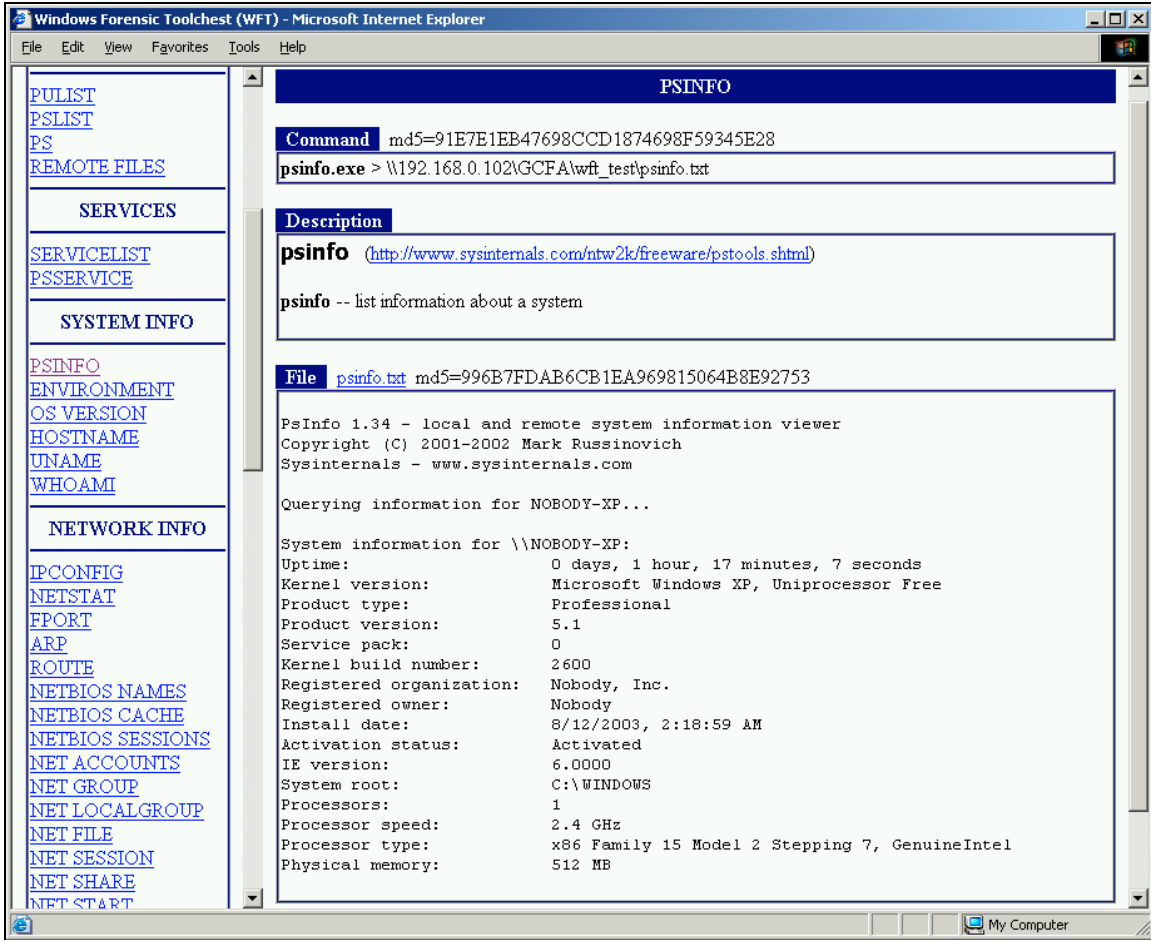 Windows Forensic Toolchest (WFT) - Microsoft Internet Explorer
File Edit View Favorites Tools Help
PULIST
PSLIST
PS
REMOTE FILES
SERVICES
SERVICELIST
PSSERVICE
SYSTEM INFO
PSINFO
ENVIRONMENT
OS VERSION
HOSTNAME
UNAME
WHOAMI
NETWORK INFO
IPCONFIG
NETSTAT
FPORT
ARP
ROUTE
NETBIOS NAMES
NETBIOS CACHE
NETBIOS SESSIONS
NET ACCOUNTS
NET GROUP
NET LOCALGROUP
NET FILE
NET SESSION
NET SHARE
NET START
PSINFO
Command md5=91E7E1EB47698CCD1874698F59345E28
psinfo.exe > \\192.168.0.102\GCFA\wft_test\psinfo.txt
Description
psinfo (http://www.sysinternals.com/ntw2k/freeware/pstools.shtml)
psinfo -- list information about a system
File psinfo.txt md5=996B7FDAB6CB1EA969815064B8E92753
PsInfo 1.34 - local and remote system information viewer
Copyright (C) 2001-2002 Mark Russinovich
Sysinternals - www.sysinternals.com
Querying information for NOBODY-XP...
System information for \\NOBODY-XP:
Uptime: 0 days, 1 hour, 17 minutes, 7 seconds
Kernel version: Microsoft Windows XP, Uniprocessor Free
Product type: Professional
Product version: 5.1
Service pack: 0
Kernel build number: 2600
Registered organization: Nobody, Inc.
Registered owner: Nobody
Install date: 8/12/2003, 2:18:59 AM
Activation status: Activated
IE version: 6.0000
System root: C:\WINDOWS
Processors: 1
Processor speed: 2.4 GHz
Processor type: x86 Family 15 Model 2 Stepping 7, GenuineIntel
Physical memory: 512 MB
My Computer